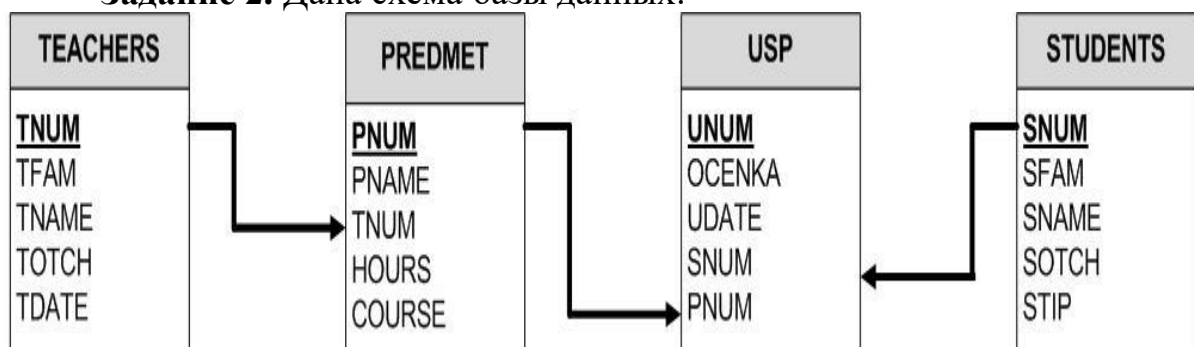 Задание 2. Дана схема базы данных:
TEACHERS
TNUM
TFAM
TNAME
TOTCH
TDATE
PREDMET
PNUM
PNAME
TNUM
HOURS
COURSE
USP
UNUM
OCENKA
UDATE
SNUM
PNUM
STUDENTS
SNUM
SFAM
SNAME
SOTCH
STIP